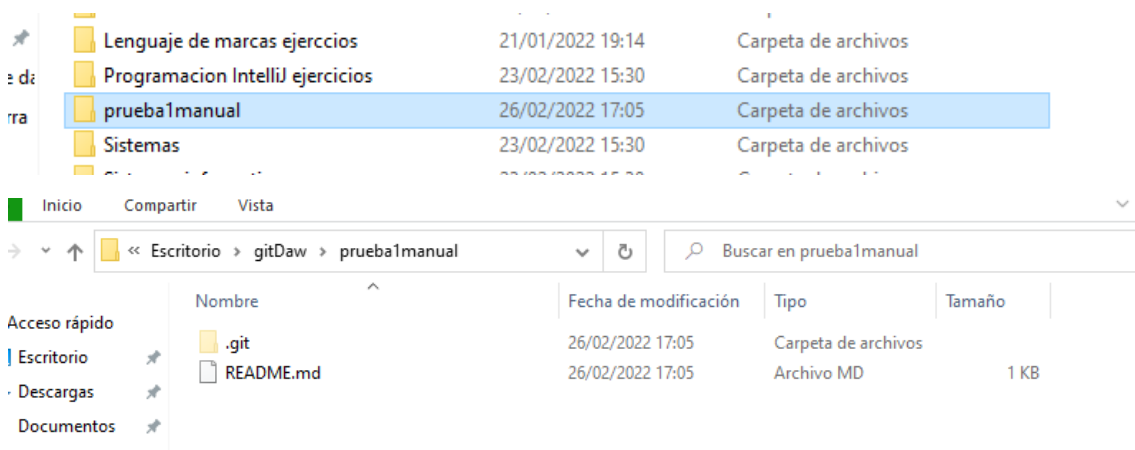 Lenguaje de marcas ejerccios 21/01/2022 19:14 Carpeta de archivos
e da Programacion IntelliJ ejercicios 23/02/2022 15:30 Carpeta de archivos
rra prueba1manual 26/02/2022 17:05 Carpeta de archivos
Sistemas 23/02/2022 15:30 Carpeta de archivos
Inicio Compartir Vista
« Escritorio > gitDaw > prueba1manual Buscar en prueba1manual
Nombre Fecha de modificación Tipo Tamaño
Acceso rápido
.git 26/02/2022 17:05 Carpeta de archivos
Escritorio
README.md 26/02/2022 17:05 Archivo MD 1 KB
Descargas
Documentos